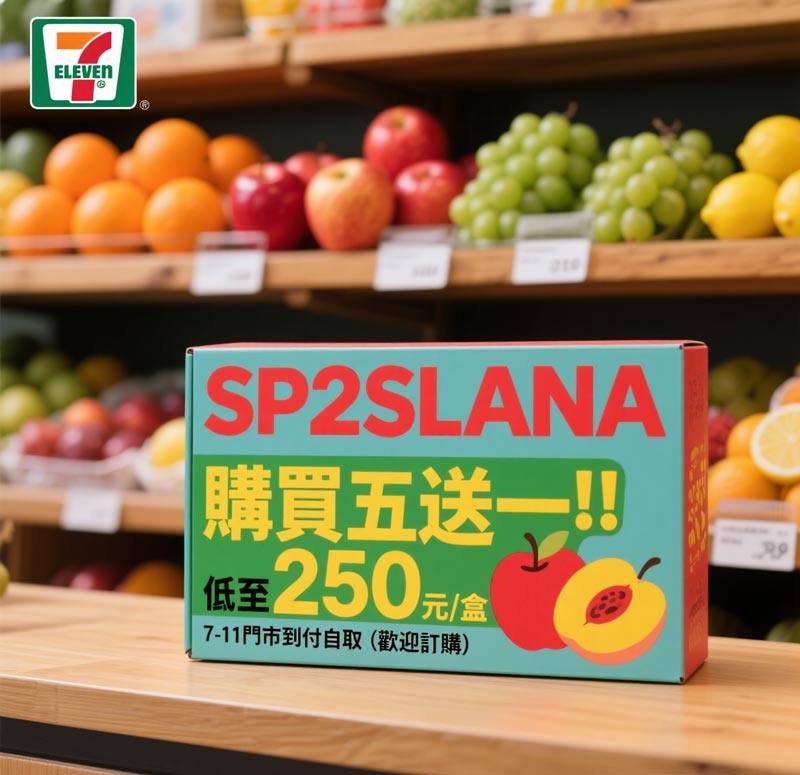 7
ELEVEn
®
SP2SLANA
購買五送一!!
低至250元/盒
7-11門市到付自取(歡迎訂購)